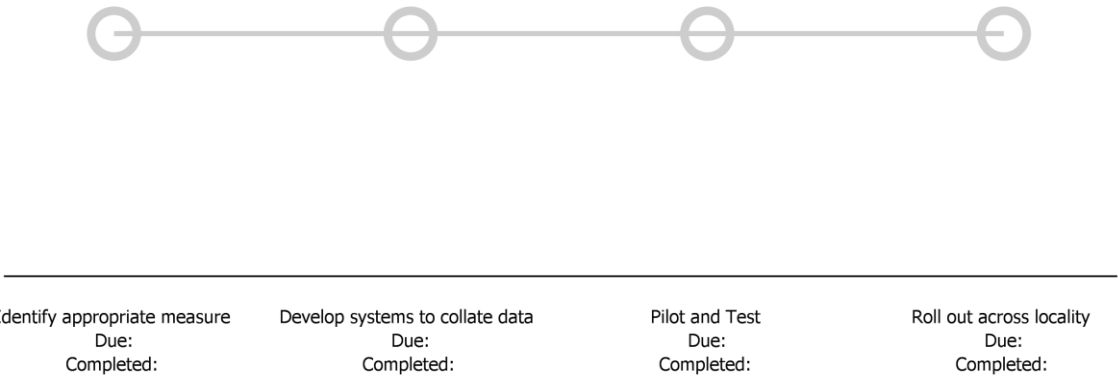 Identify appropriate measure
Due:
Completed:
Develop systems to collate data
Due:
Completed:
Pilot and Test
Due:
Completed:
Roll out across locality
Due:
Completed: